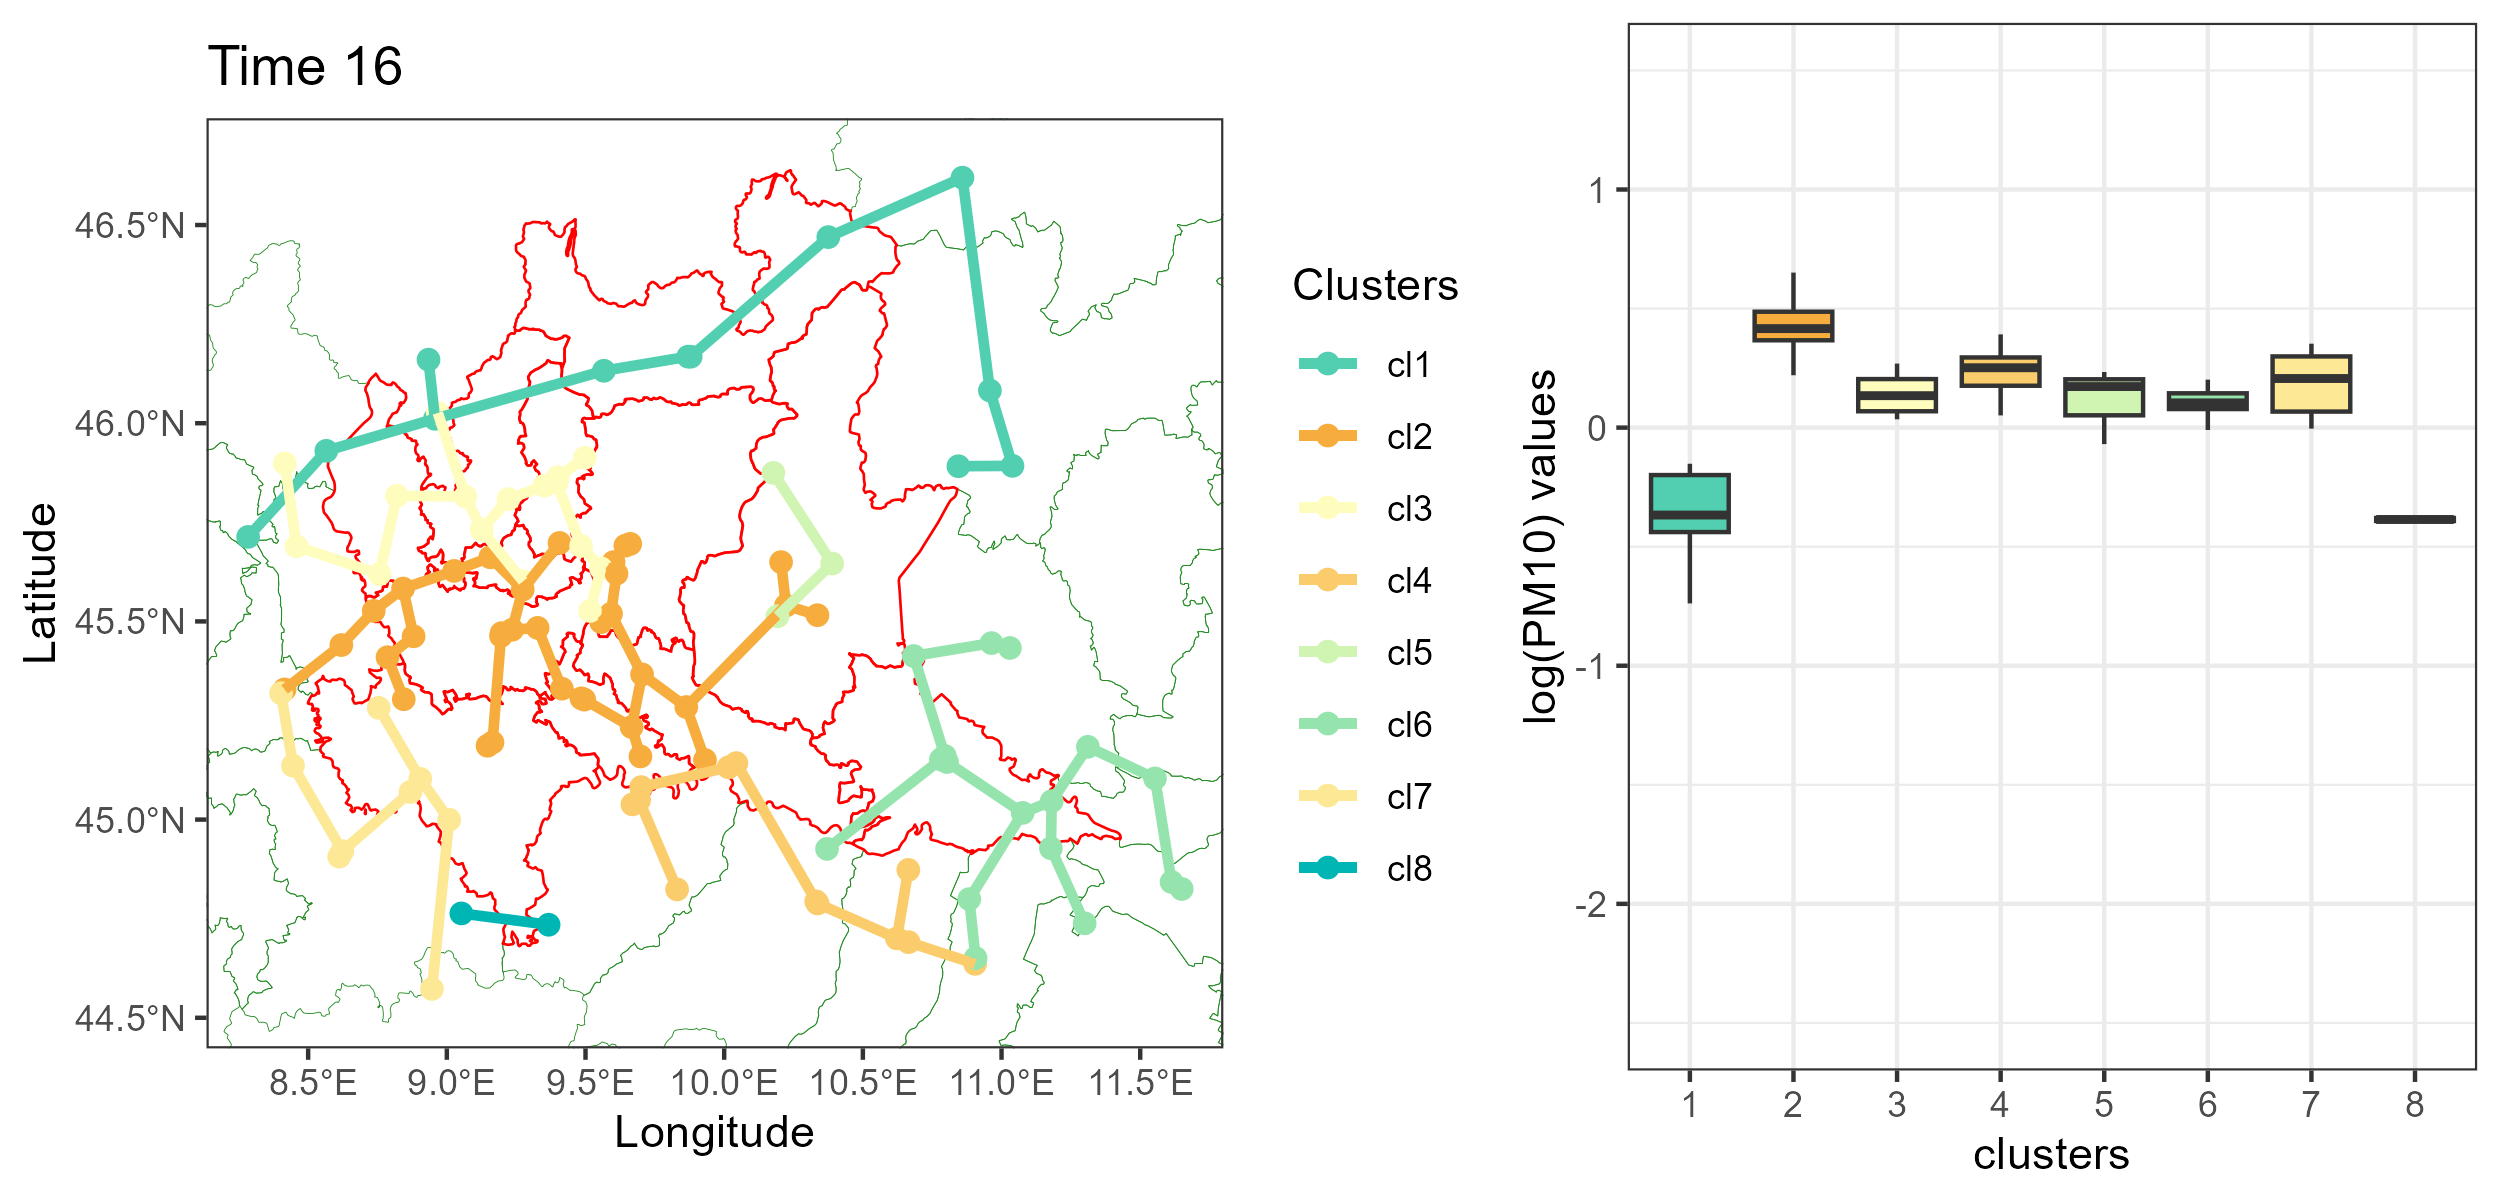 Time 16
46.5°N
46.0°N
45.5°N
45.0°N
44.5°N
Latitude
8.5°E 9.0°E 9.5°E 10.0°E 10.5°E 11.0°E 11.5°E
Longitude
Clusters
cl1
cl2
cl3
cl4
cl5
cl6
cl7
cl8
1
0
-1
-2
log(PM10) values
1 2 3 4 5 6 7 8
clusters